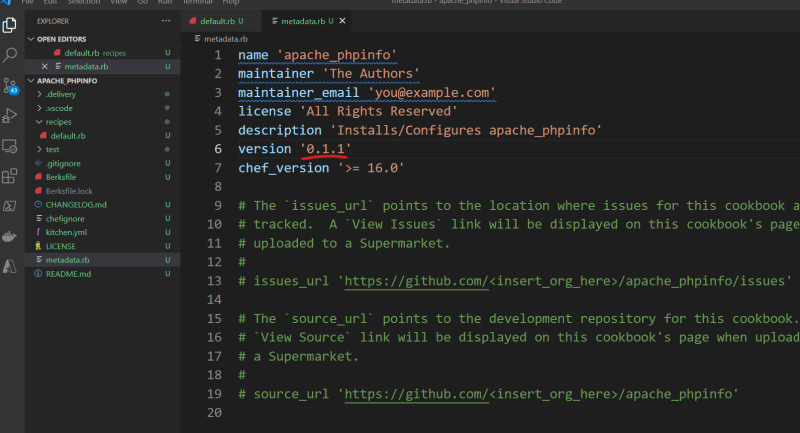 File Edit Selection View Go Run Terminal Help
metadata.rb - apache_phpinfo - Visual Studio Code
EXPLORER
OPEN EDITORS
default.rb recipes U
metadata.rb U
APACHE_PHPINFO
.delivery
.vscode
recipes
default.rb U
test
.gitignore U
Berksfile U
Berksfile.lock
CHANGELOG.md U
chefignore U
kitchen.yml U
LICENSE U
metadata.rb U
README.md U
43
default.rb U
metadata.rb U
metadata.rb
1 name 'apache_phpinfo'
2 maintainer 'The Authors'
3 maintainer_email 'you@example.com'
4 license 'All Rights Reserved'
5 description 'Installs/Configures apache_phpinfo'
6 version '0.1.1'
7 chef_version '>= 16.0'
8
9 # The `issues_url` points to the location where issues for this cookbook a
10 # tracked.  A `View Issues` link will be displayed on this cookbook's page
11 # uploaded to a Supermarket.
12 #
13 # issues_url 'https://github.com/<insert_org_here>/apache_phpinfo/issues'
14
15 # The `source_url` points to the development repository for this cookbook.
16 # `View Source` link will be displayed on this cookbook's page when upload
17 # a Supermarket.
18 #
19 # source_url 'https://github.com/<insert_org_here>/apache_phpinfo'
20